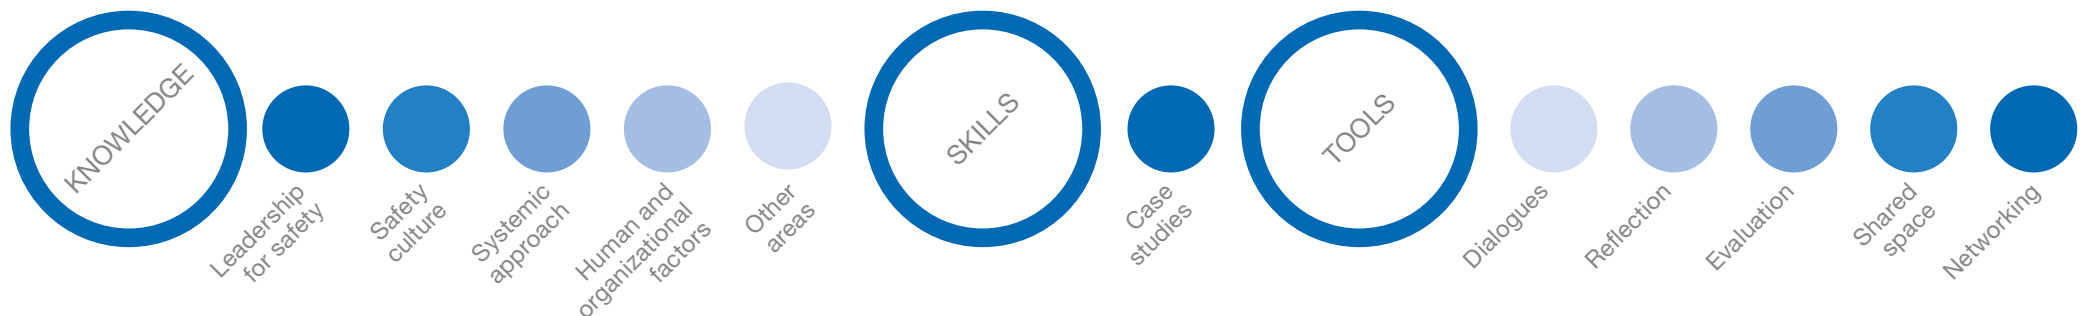 KNOWLEDGE
Leadership
for safety
Safety
culture
Systemic
approach
Human and
organizational
factors
Other
areas
SKILLS
Case
studies
TOOLS
Dialogues
Reflection
Evaluation
Shared
space
Networking